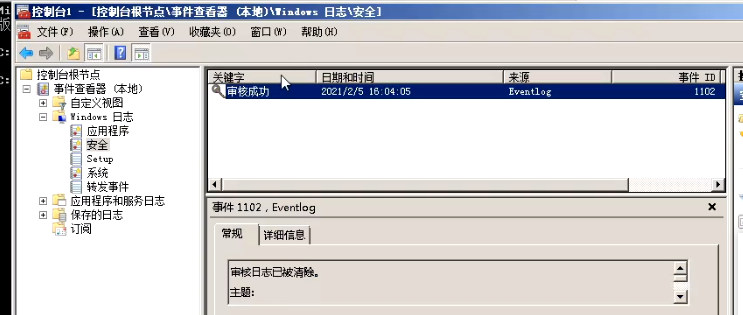 Mi
版
C:
C:
控制台1 - [控制台根节点\事件查看器 (本地)\Windows 日志\安全]
文件(F) 操作(A) 查看(V) 收藏夹(O) 窗口(W) 帮助(H)
控制台根节点
事件查看器 (本地)
自定义视图
Windows 日志
应用程序
安全
Setup
系统
转发事件
应用程序和服务日志
保存的日志
订阅
关键字 日期和时间 来源 事件 ID
审核成功 2021/2/5 16:04:05 Eventlog 1102
事件 1102，Eventlog
常规 详细信息
审核日志已被清除。
主题: